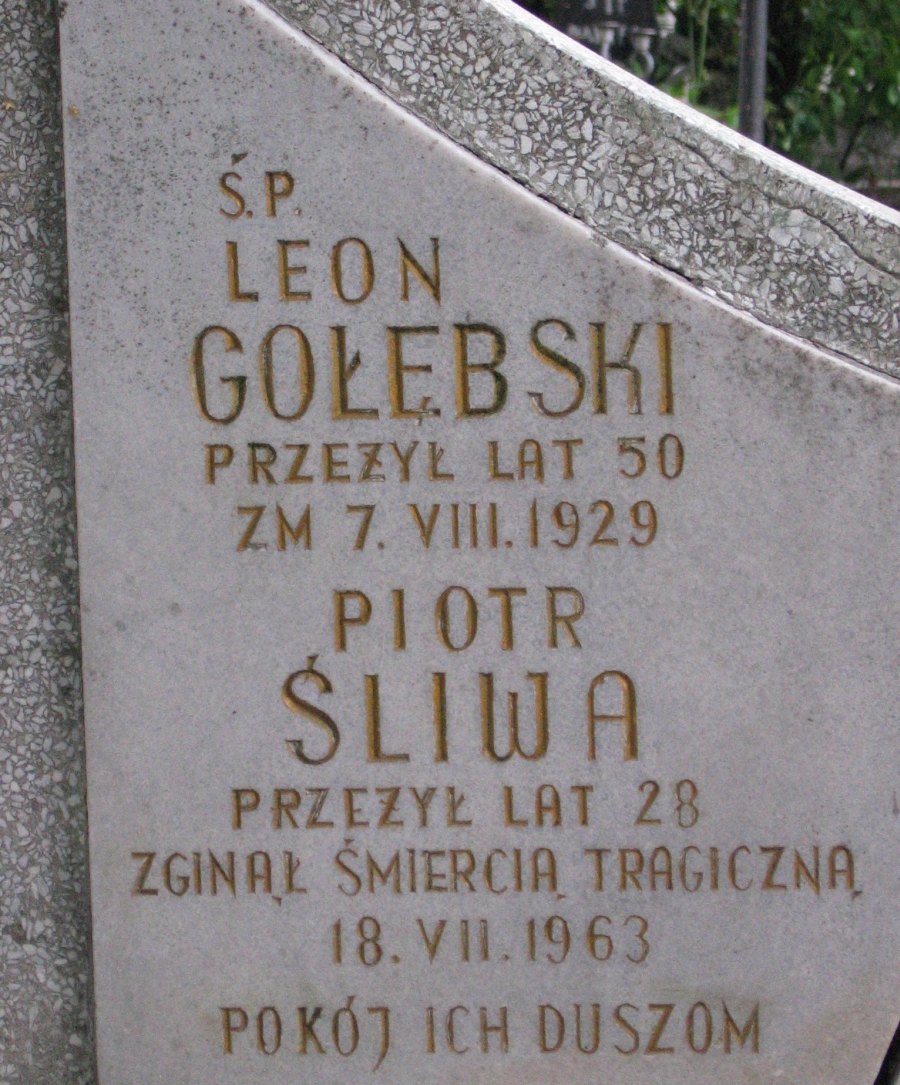 Ś.P.
LEON
GOŁĘBSKI
PRZEŻYŁ LAT 50
ZM 7. VIII. 1929
PIOTR
ŚLIWA
PRZEŻYŁ LAT 28
ZGINĄŁ ŚMIERCIĄ TRAGICZNĄ
18. VII. 1963
POKÓJ ICH DUSZOM